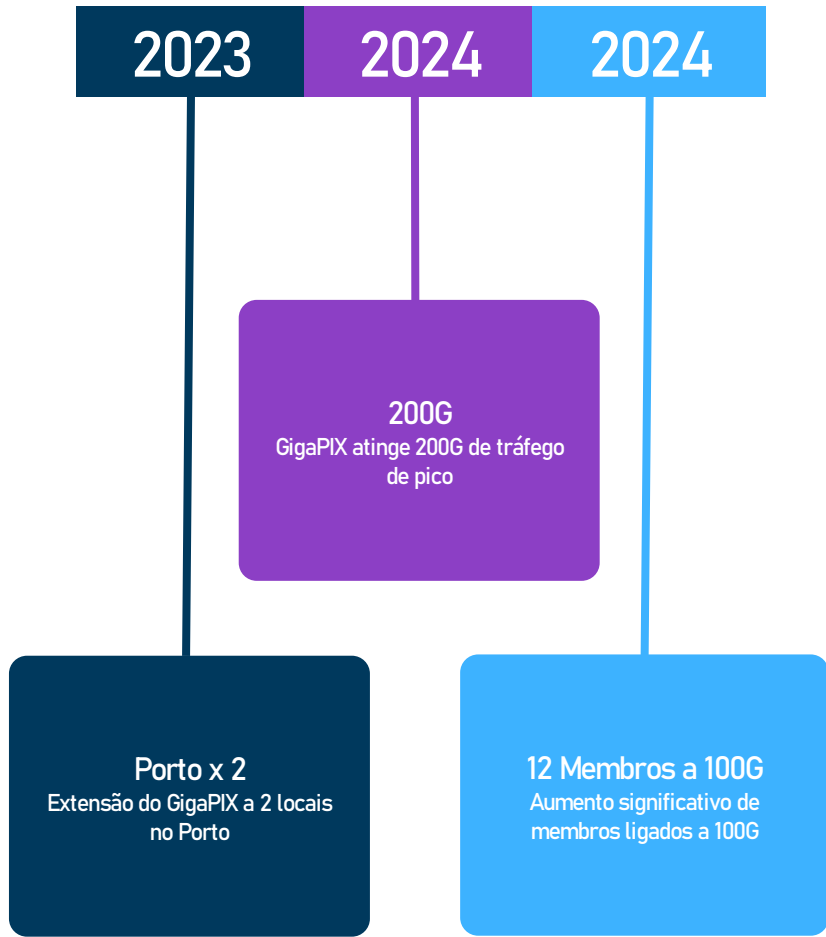 2023
2024
2024
200G
GigaPIX atinge 200G de tráfego
de pico
Porto x 2
Extensão do GigaPIX a 2 locais
no Porto
12 Membros a 100G
Aumento significativo de
membros ligados a 100G